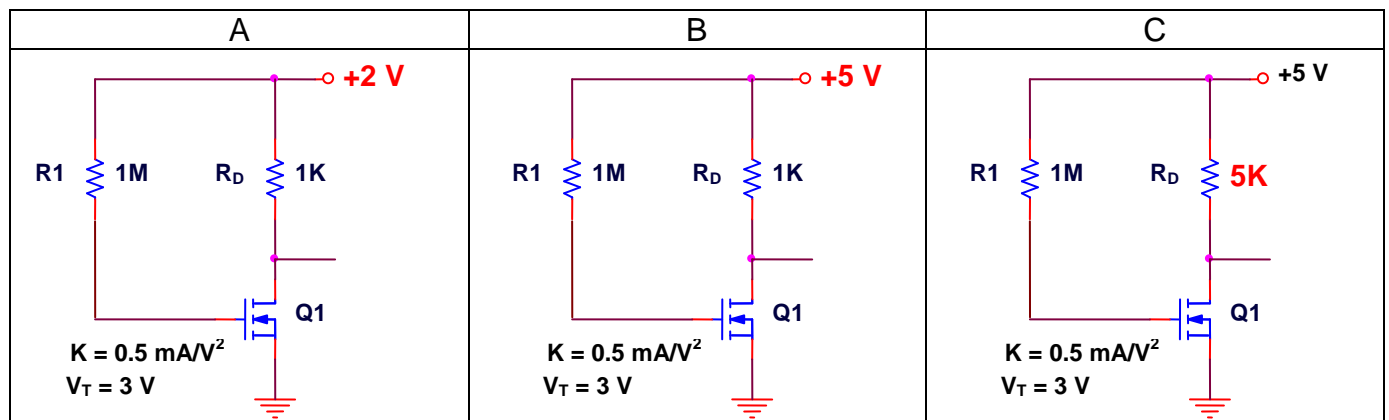 A B C
+2 V +5 V +5 V
R1 1M RD 1K R1 1M RD 1K R1 1M RD 5K
Q1 Q1 Q1
K = 0.5 mA/V² K = 0.5 mA/V² K = 0.5 mA/V²
VT = 3 V VT = 3 V VT = 3 V